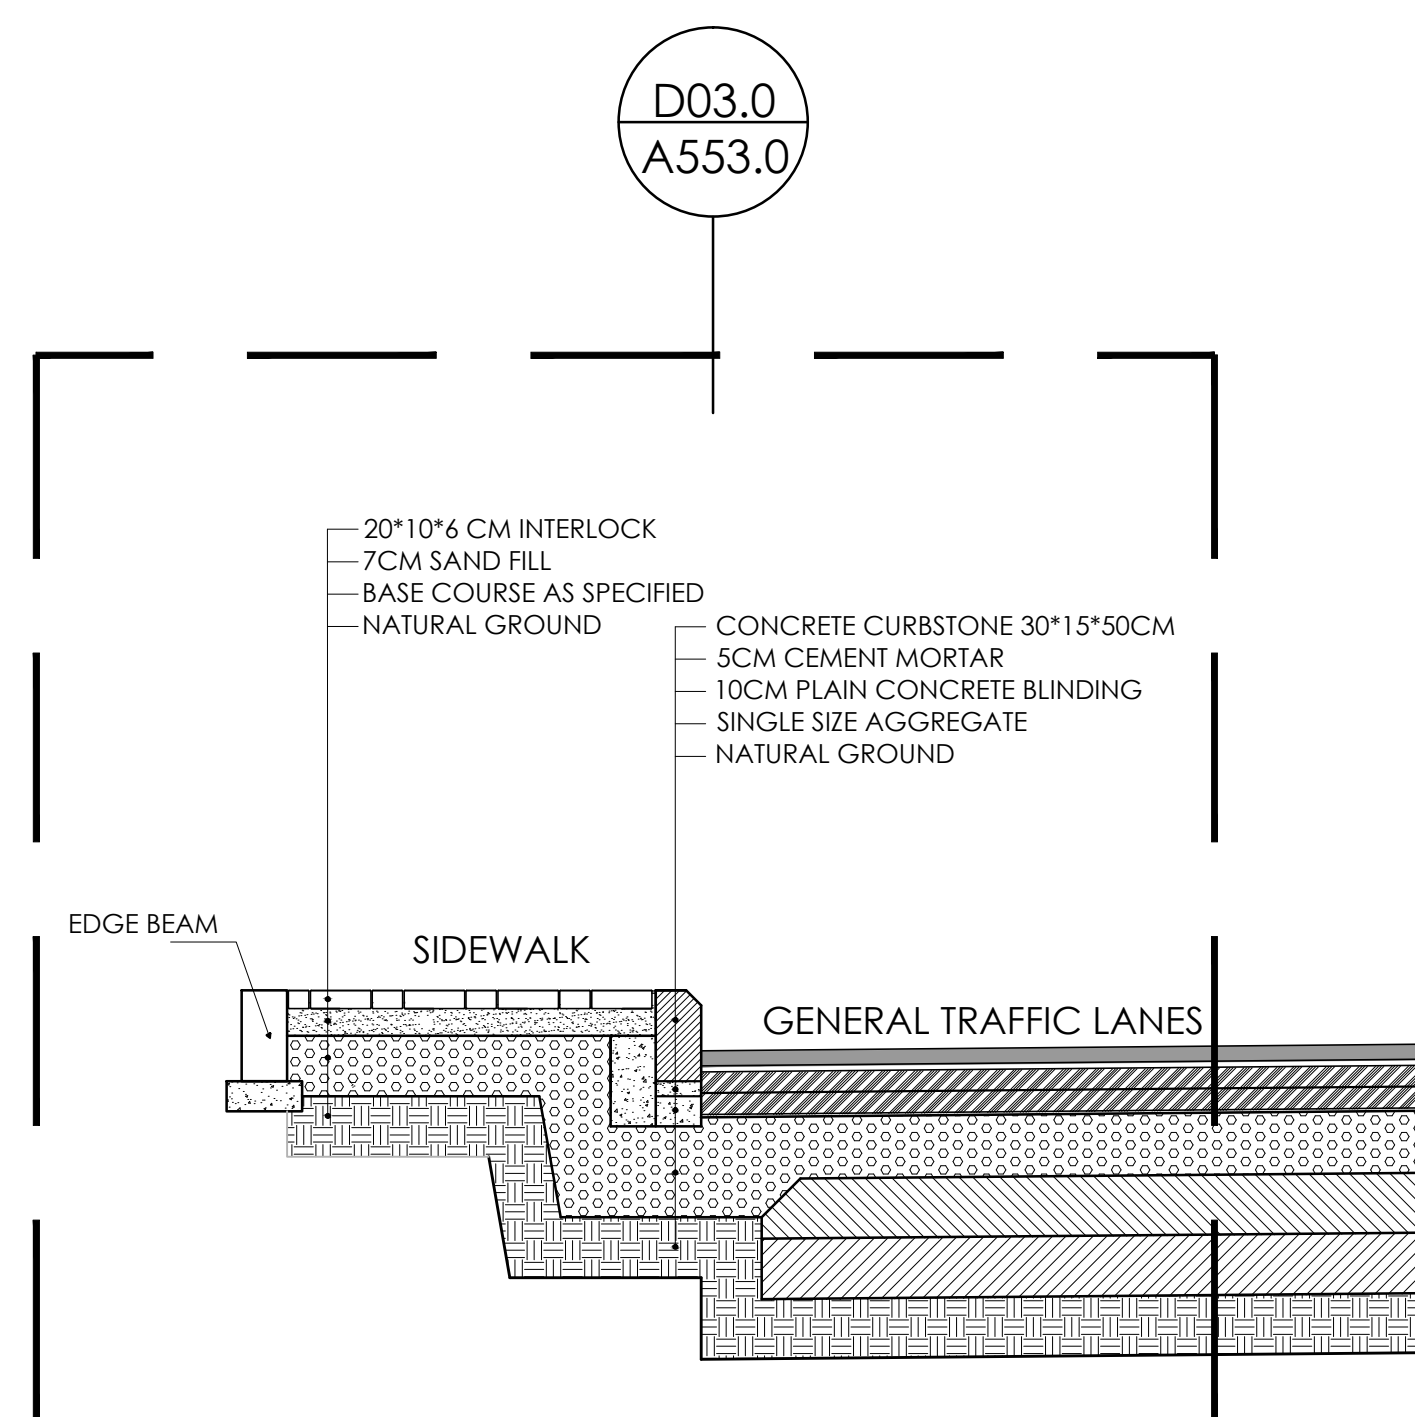 D03.0
A553.0
20*10*6 CM INTERLOCK
7CM SAND FILL
BASE COURSE AS SPECIFIED
NATURAL GROUND
CONCRETE CURBSTONE 30*15*50CM
5CM CEMENT MORTAR
10CM PLAIN CONCRETE BLINDING
SINGLE SIZE AGGREGATE
NATURAL GROUND
EDGE BEAM
SIDEWALK
GENERAL TRAFFIC LANES